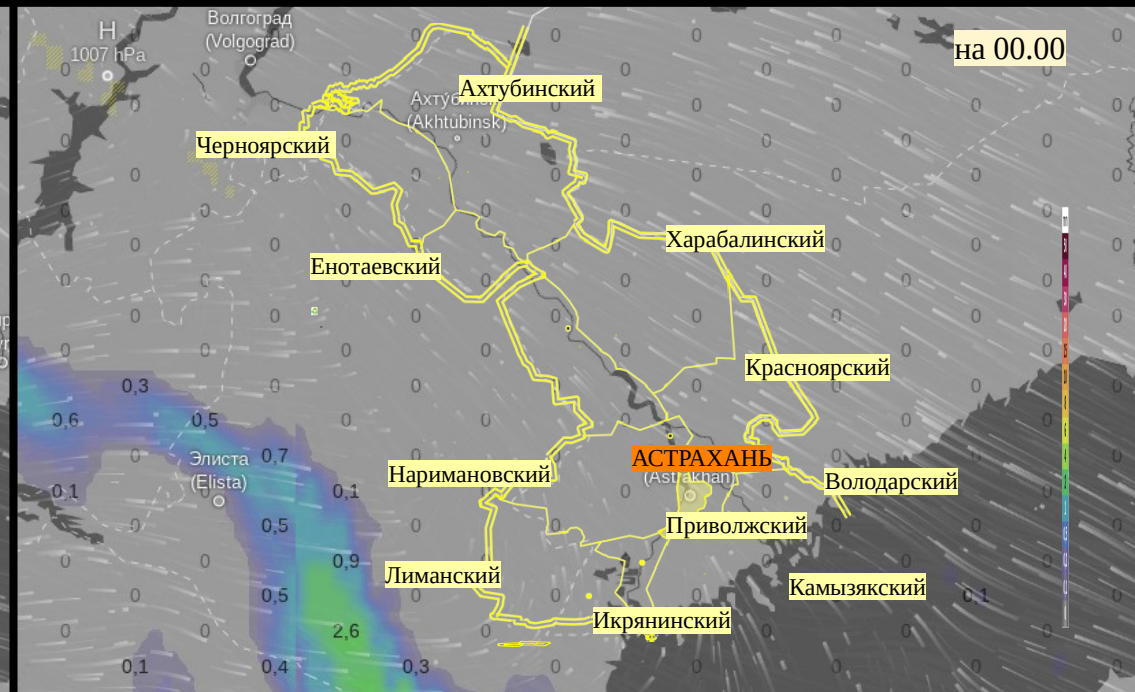 Волгоград
(Volgograd)
Н
1007 hPa
на 00.00
Ахтубинский
(Akhtubinsk)
Черноярский
Харабалинский
Енотаевский
Красноярский
0,3
0,6
0,5
АСТРАХАНЬ
(Astrakhan)
Элиста
(Elista)
0,7
Наримановский
Володарский
0,1
0,1
0,5
Приволжский
0,9
Лиманский
Камызякский
0,5
0,1
Икрянинский
2,6
0,1
0,4
0,3